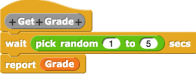 +Get+Grade+
wait pick random 1 to 5 secs
report Grade